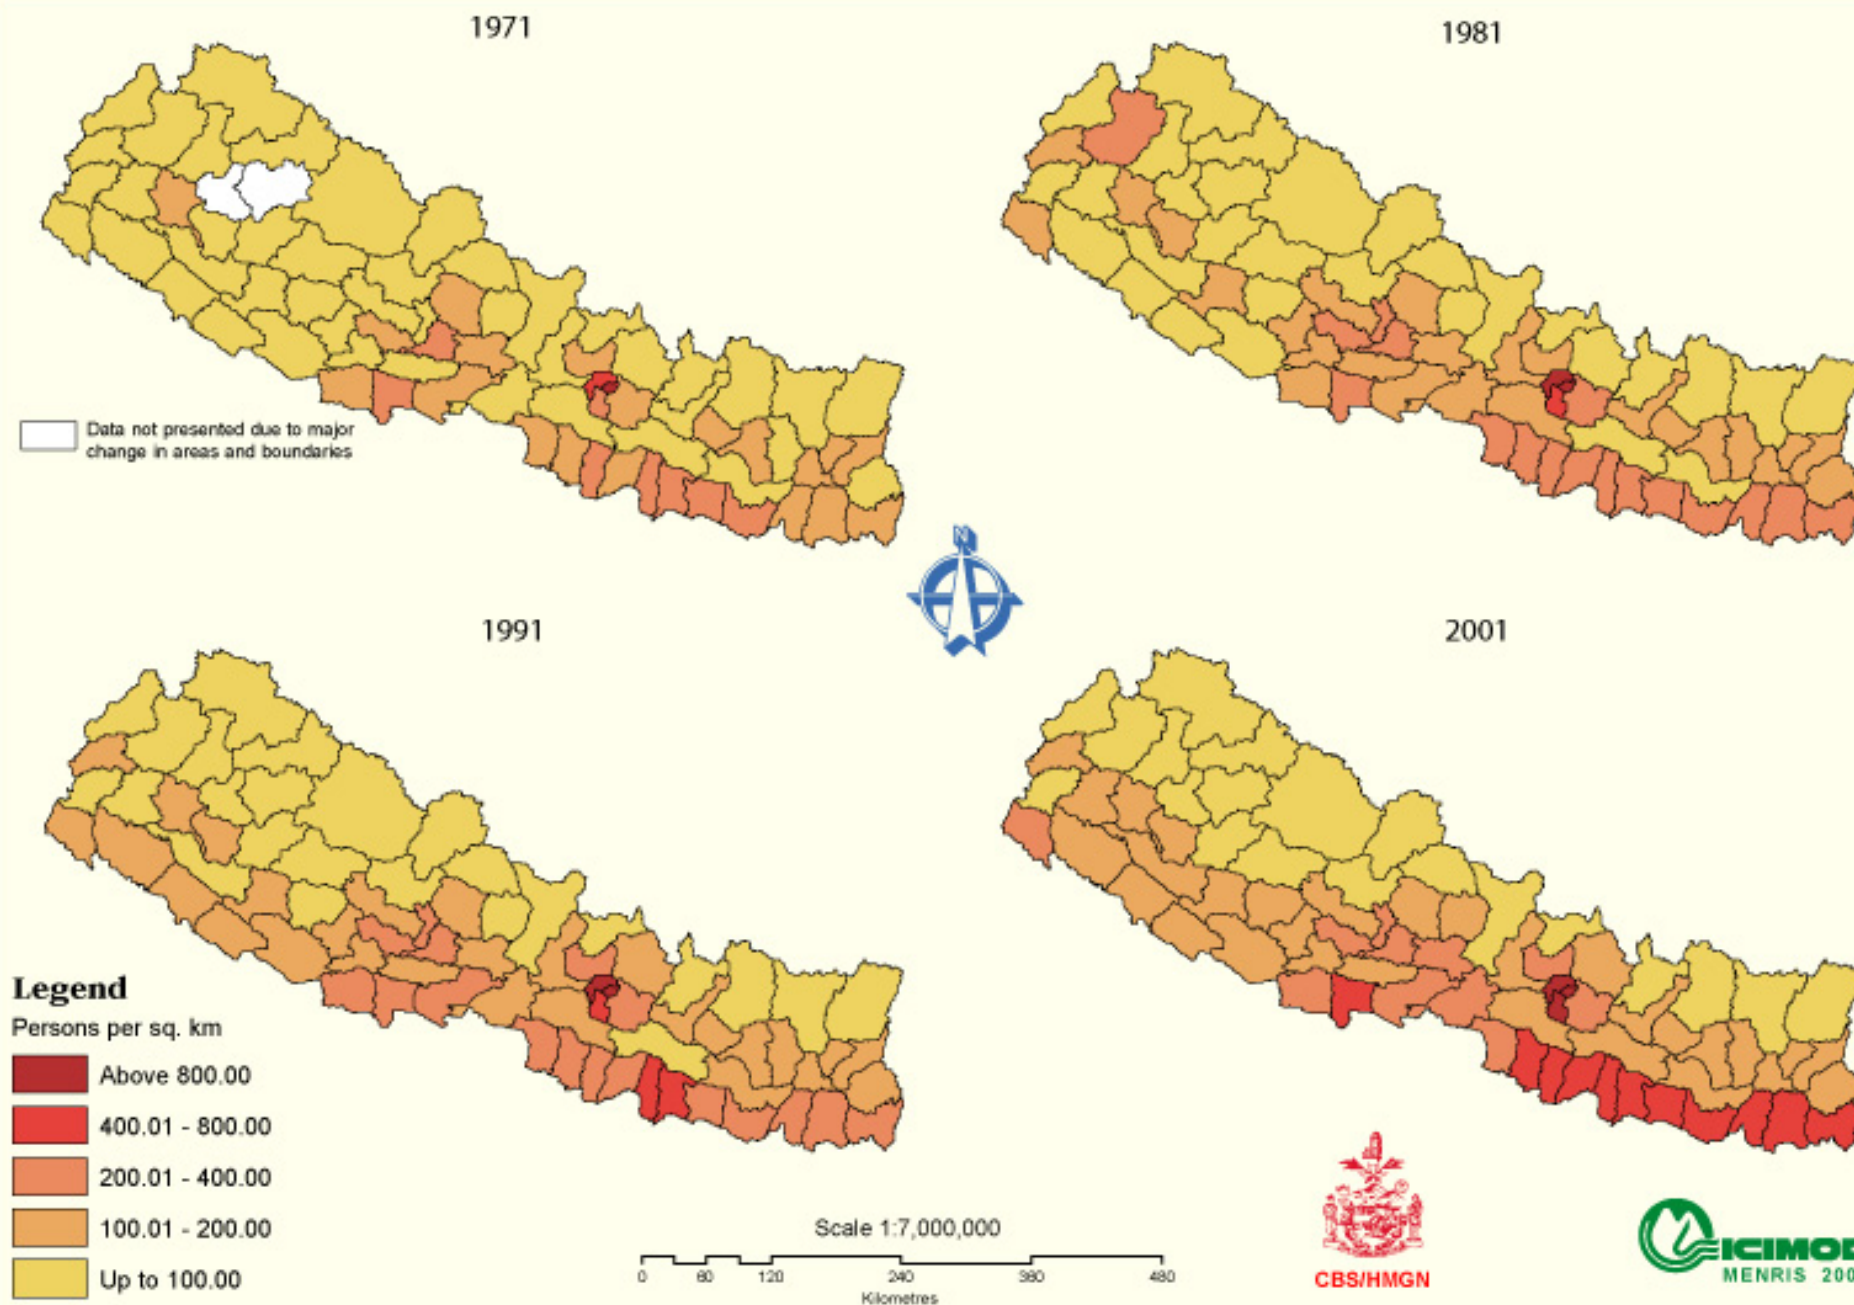 1971
1981
Data not presented due to major
change in areas and boundaries
N
1991
2001
Legend
Persons per sq. km
Above 800.00
400.01 - 800.00
200.01 - 400.00
100.01 - 200.00
Up to 100.00
Scale 1:7,000,000
0 60 120 240 360 480
Kilometres
CBS/HMGN
ICIMOD
MENRIS 200